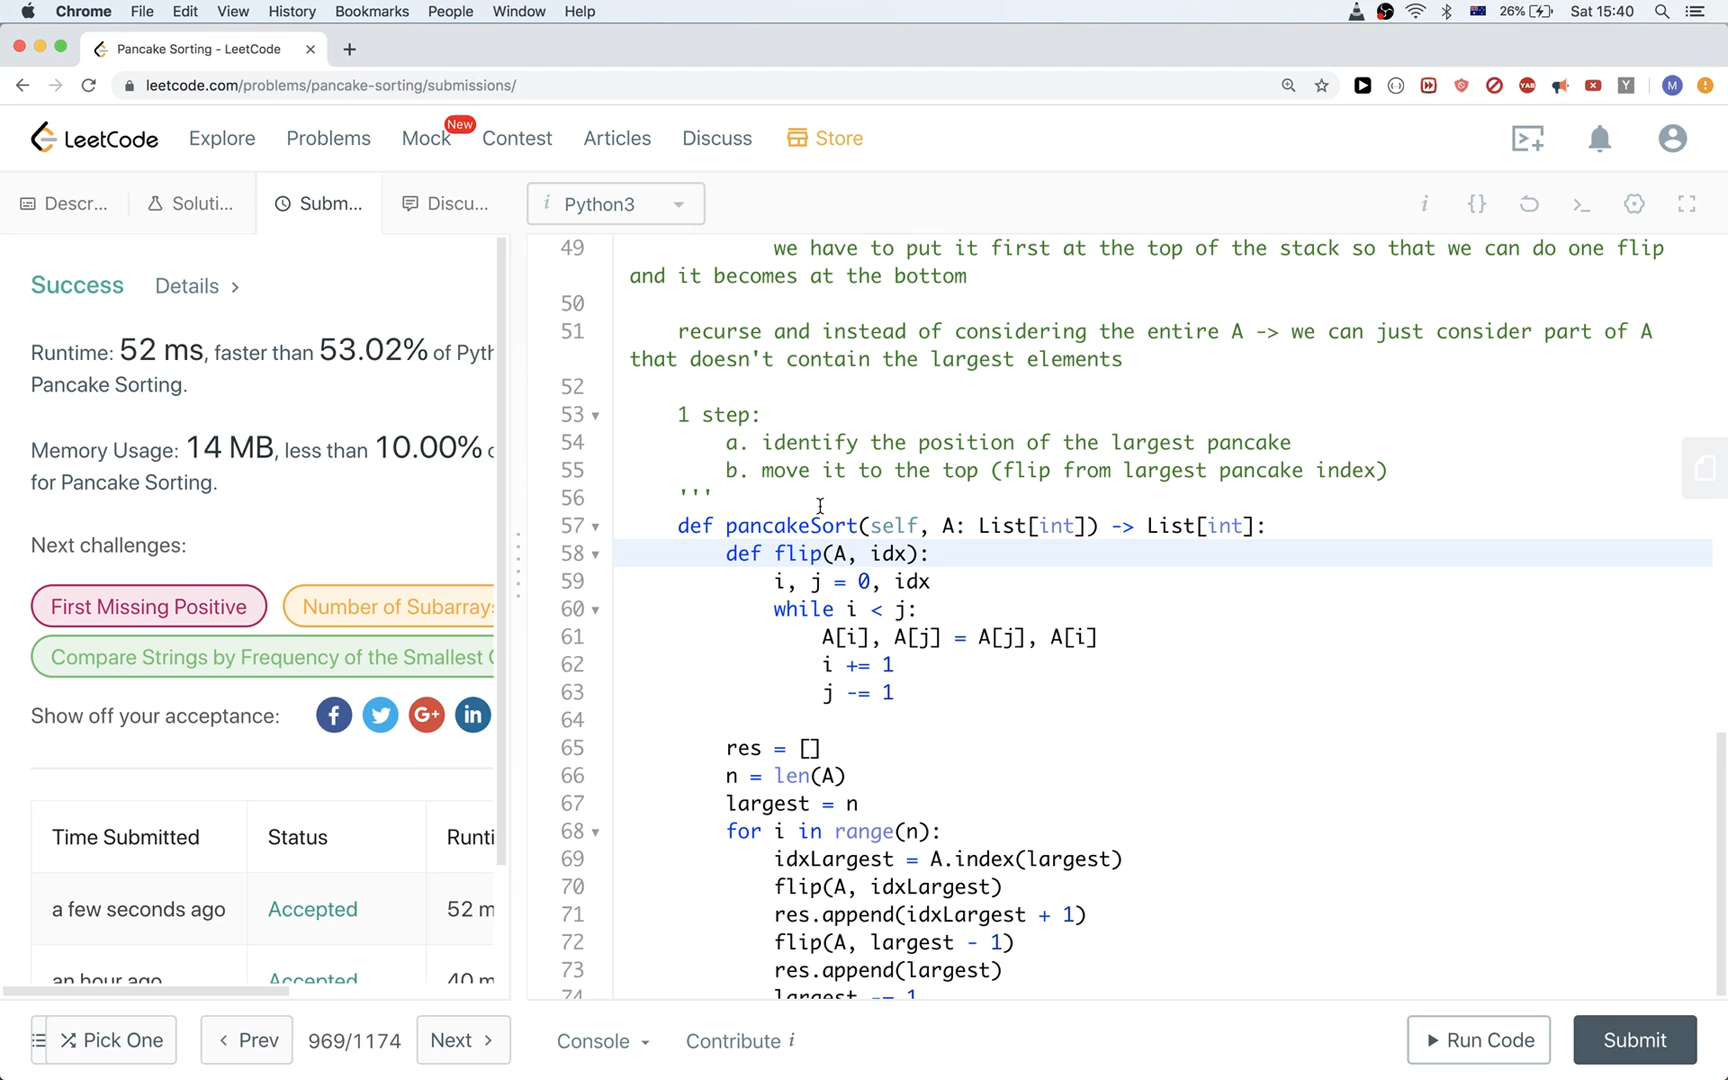 Chrome File Edit View History Bookmarks People Window Help 26% Sat 15:40
Pancake Sorting - LeetCode
leetcode.com/problems/pancake-sorting/submissions/ YAB Y M
LeetCode Explore Problems Mock New Contest Articles Discuss Store
Descr... Soluti... Subm... Discu... i Python3 i {} >_
Success Details >
Runtime: 52 ms, faster than 53.02% of Pyth
Pancake Sorting.
Memory Usage: 14 MB, less than 10.00% o
for Pancake Sorting.
Next challenges:
First Missing Positive Number of Subarrays
Compare Strings by Frequency of the Smallest C
Show off your acceptance: f G+ in
Time Submitted Status Runti
a few seconds ago Accepted 52 m
an hour ago Accepted 40 m
49 we have to put it first at the top of the stack so that we can do one flip
and it becomes at the bottom
50
51 recurse and instead of considering the entire A -> we can just consider part of A
that doesn't contain the largest elements
52
53 1 step:
54 a. identify the position of the largest pancake
55 b. move it to the top (flip from largest pancake index)
56 '''
57 def pancakeSort(self, A: List[int]) -> List[int]:
58 def flip(A, idx):
59 i, j = 0, idx
60 while i < j:
61 A[i], A[j] = A[j], A[i]
62 i += 1
63 j -= 1
64
65 res = []
66 n = len(A)
67 largest = n
68 for i in range(n):
69 idxLargest = A.index(largest)
70 flip(A, idxLargest)
71 res.append(idxLargest + 1)
72 flip(A, largest - 1)
73 res.append(largest)
74 largest -= 1
Pick One < Prev 969/1174 Next > Console Contribute i Run Code Submit